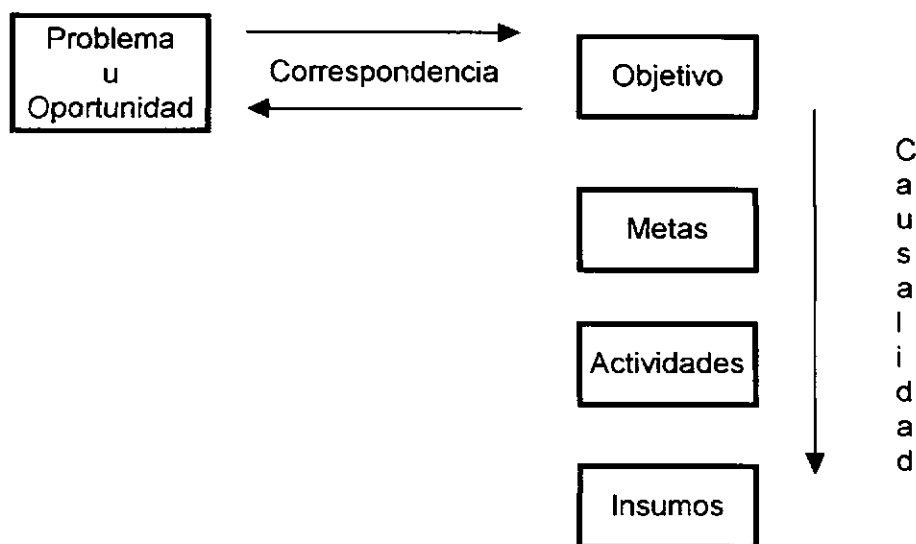 Problema
u
Oportunidad
Correspondencia
Objetivo
Metas
Actividades
Insumos
C
a
u
s
a
l
i
d
a
d